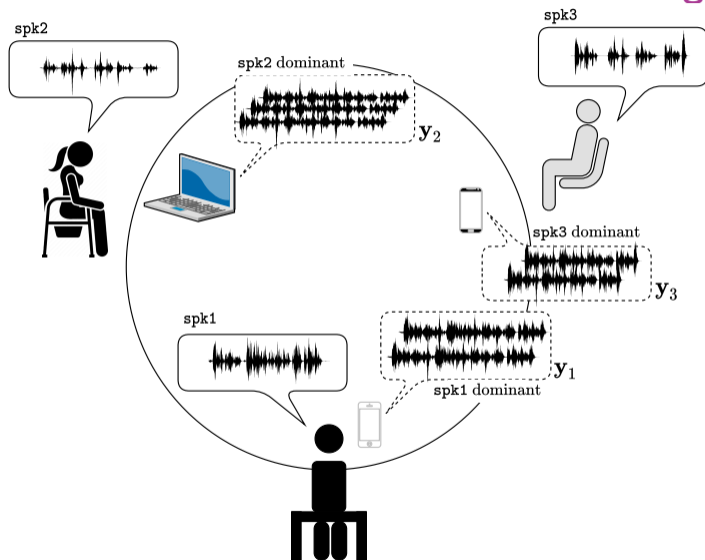 spk2
spk3
spk2 dominant
y2
spk3 dominant
y3
spk1
y1
spk1 dominant